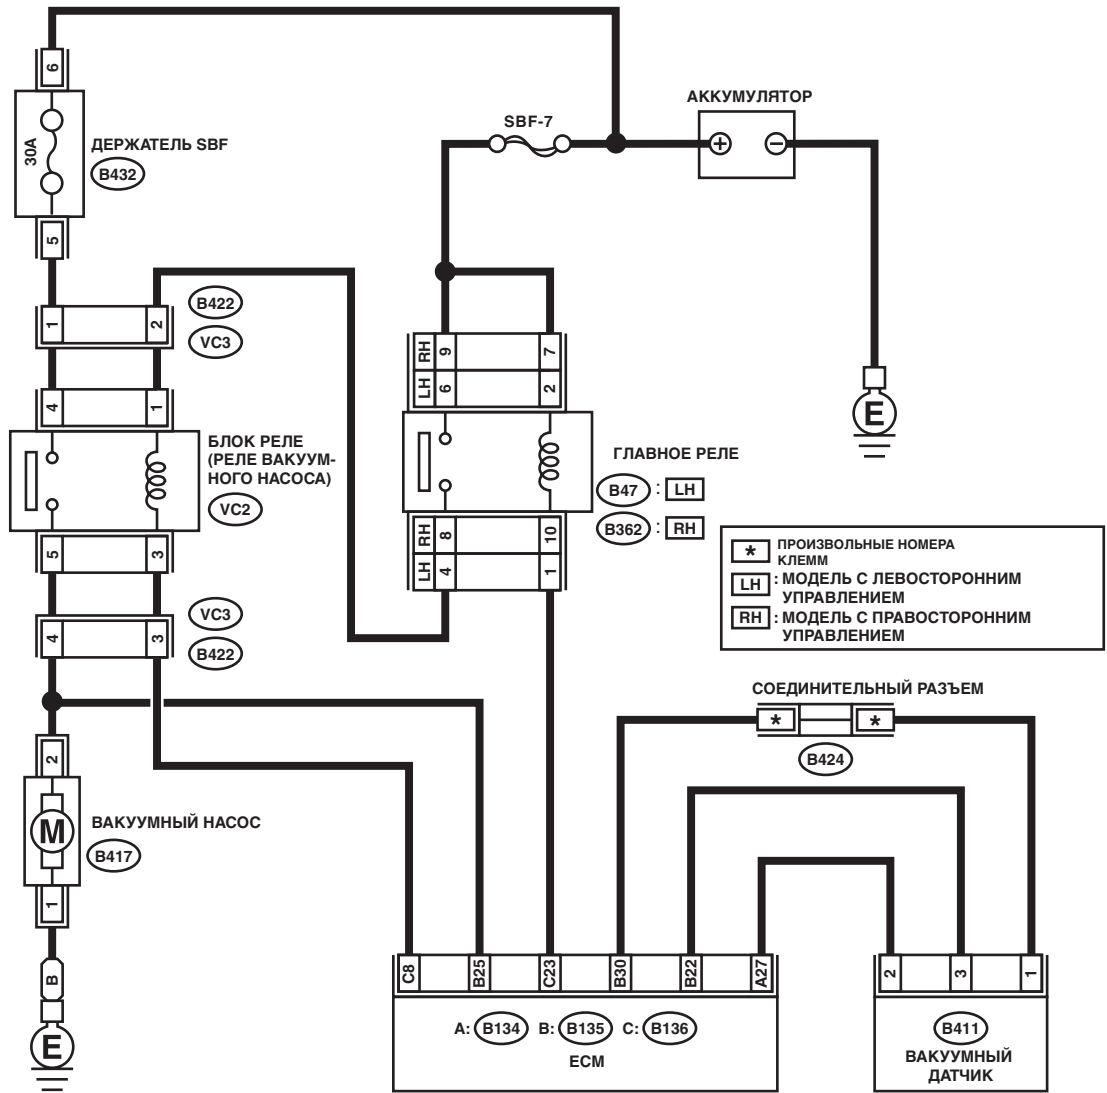 6
30A
ДЕРЖАТЕЛЬ SBF
B432
5
SBF-7
АККУМУЛЯТОР
+
−
E
1
2
B422
VC3
4
1
БЛОК РЕЛЕ
(РЕЛЕ ВАКУУМ-
НОГО НАСОСА)
VC2
5
3
VC3
4
3
B422
RH
9
7
LH
6
2
ГЛАВНОЕ РЕЛЕ
B47 : LH
B362 : RH
RH
8
10
LH
4
1
* ПРОИЗВОЛЬНЫЕ НОМЕРА
КЛЕММ
LH : МОДЕЛЬ С ЛЕВОСТОРОННИМ
УПРАВЛЕНИЕМ
RH : МОДЕЛЬ С ПРАВОСТОРОННИМ
УПРАВЛЕНИЕМ
СОЕДИНИТЕЛЬНЫЙ РАЗЪЕМ
*
*
B424
2
M
ВАКУУМНЫЙ НАСОС
B417
1
B
E
C8
B25
C23
B30
B22
A27
A: B134 B: B135 C: B136
ECM
2
3
1
B411
ВАКУУМНЫЙ
ДАТЧИК